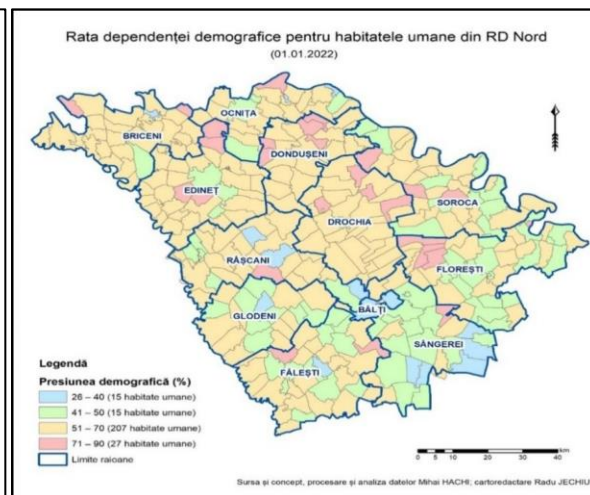 Rata dependenței demografice pentru habitatele umane din RD Nord
(01.01.2022)
OCNIȚA
BRICENI
DONDUȘENI
EDINEȚ
SOROCA
DROCHIA
RÂȘCANI
FLOREȘTI
BĂLȚI
GLODENI
SÂNGEREI
FĂLEȘTI
Legendă
Presiunea demografică (%)
26 – 40 (15 habitate umane)
41 – 50 (15 habitate umane)
51 – 70 (207 habitate umane)
71 – 90 (27 habitate umane)
Limite raioane
0 5 10 20 30 40 km
Sursa și concept, procesare și analiza datelor Mihai HACHI; cartoredactare Radu JECHIU